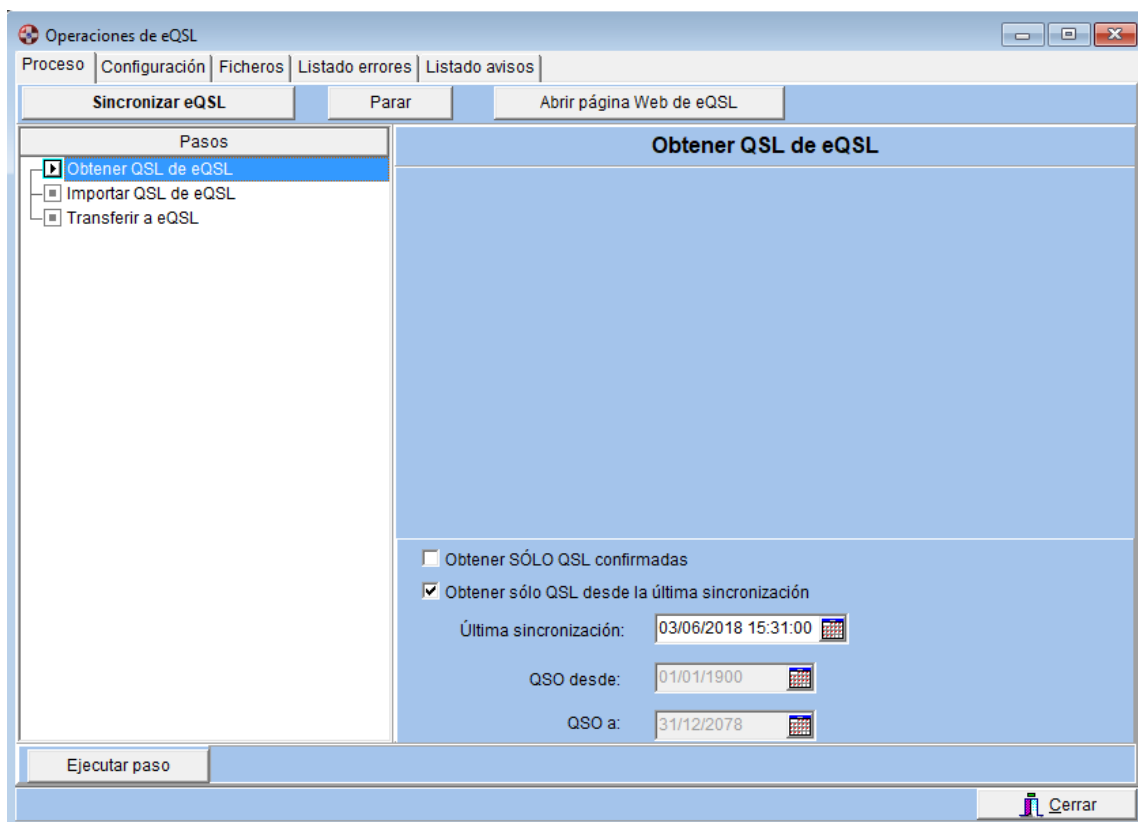 Operaciones de eQSL
Proceso Configuración Ficheros Listado errores Listado avisos
Sincronizar eQSL Parar Abrir página Web de eQSL
Pasos
Obtener QSL de eQSL
Importar QSL de eQSL
Transferir a eQSL
Obtener QSL de eQSL
Obtener SÓLO QSL confirmadas
Obtener sólo QSL desde la última sincronización
Última sincronización: 03/06/2018 15:31:00
QSO desde: 01/01/1900
QSO a: 31/12/2078
Ejecutar paso
Cerrar